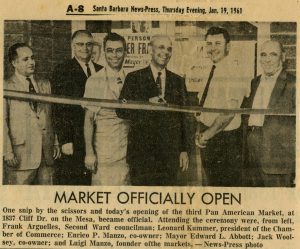 A-8 Santa Barbara News-Press, Thursday Evening, Jan. 19, 1961
PERSON
MARKET OFFICIALLY OPEN
One snip by the scissors and today's opening of the third Pan American Market, at
1837 Cliff Dr. on the Mesa, became official. Attending the ceremony were, from left,
Frank Arguelles, Second Ward councilman; Leonard Kummer, president of the Cham-
ber of Commerce; Enrico P. Manzo, co-owner; Mayor Edward L. Abbott; Jack Wool-
sey, co-owner; and Luigi Manzo, founder ofthe markets, — News-Press photo